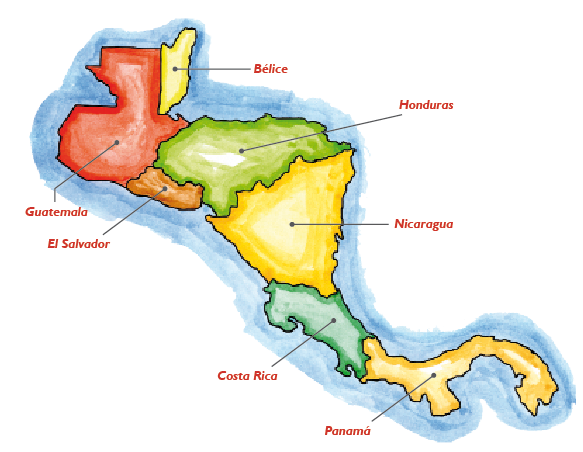 Bélice
Honduras
Guatemala
Nicaragua
El Salvador
Costa Rica
Panamá